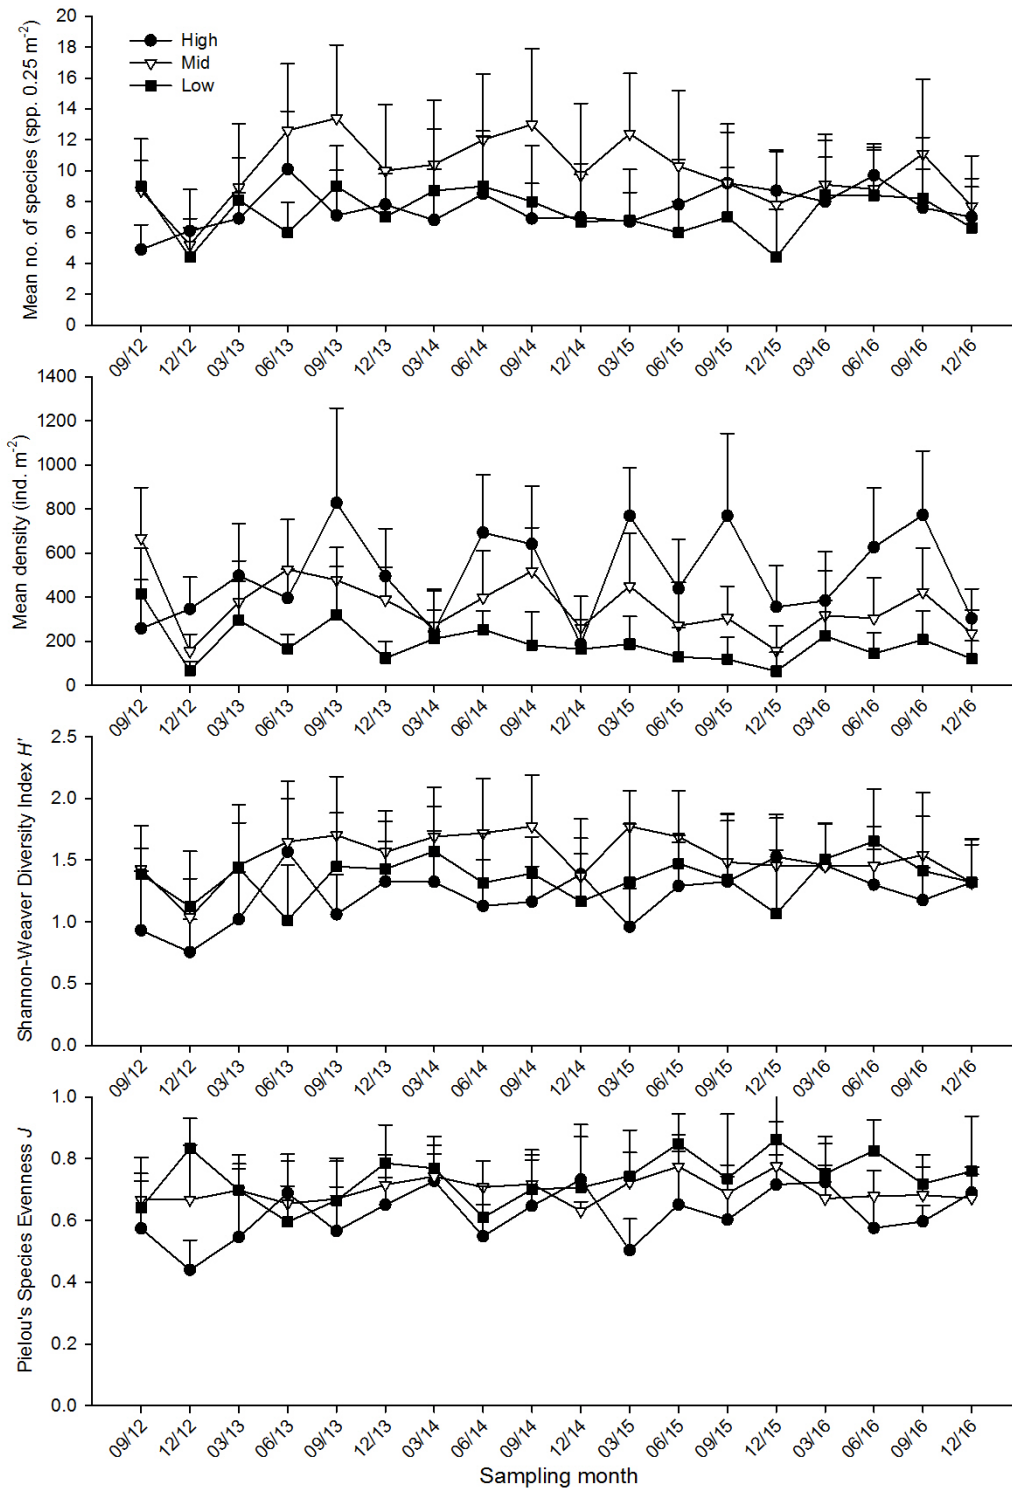 Mean no. of species (spp. 0.25 m⁻²)
20
18
16
14
12
10
8
6
4
2
0
High
Mid
Low
09/12 12/12 03/13 06/13 09/13 12/13 03/14 06/14 09/14 12/14 03/15 06/15 09/15 12/15 03/16 06/16 09/16 12/16
Mean density (ind. m⁻²)
1400
1200
1000
800
600
400
200
0
09/12 12/12 03/13 06/13 09/13 12/13 03/14 06/14 09/14 12/14 03/15 06/15 09/15 12/15 03/16 06/16 09/16 12/16
Shannon-Weaver Diversity Index H'
2.5
2.0
1.5
1.0
0.5
0.0
09/12 12/12 03/13 06/13 09/13 12/13 03/14 06/14 09/14 12/14 03/15 06/15 09/15 12/15 03/16 06/16 09/16 12/16
Pielou's Species Evenness J
1.0
0.8
0.6
0.4
0.2
0.0
09/12 12/12 03/13 06/13 09/13 12/13 03/14 06/14 09/14 12/14 03/15 06/15 09/15 12/15 03/16 06/16 09/16 12/16
Sampling month